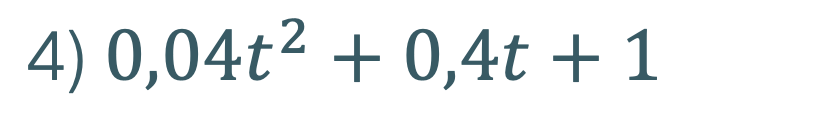 4) 0,04t² + 0,4t + 1